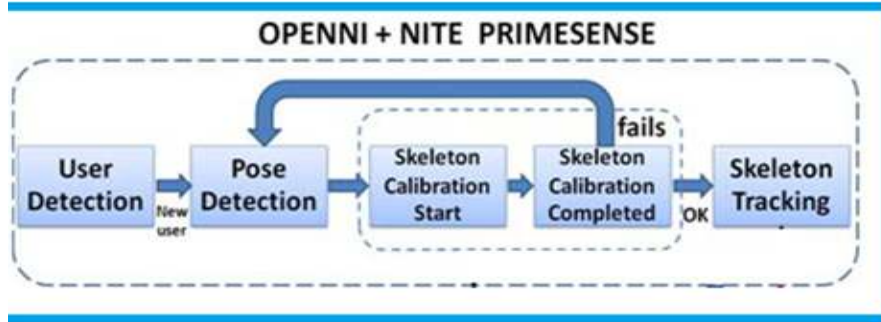 OPENNI + NITE PRIMESENSE
fails
User
Detection
New
user
Pose
Detection
Skeleton
Calibration
Start
Skeleton
Calibration
Completed
OK
Skeleton
Tracking